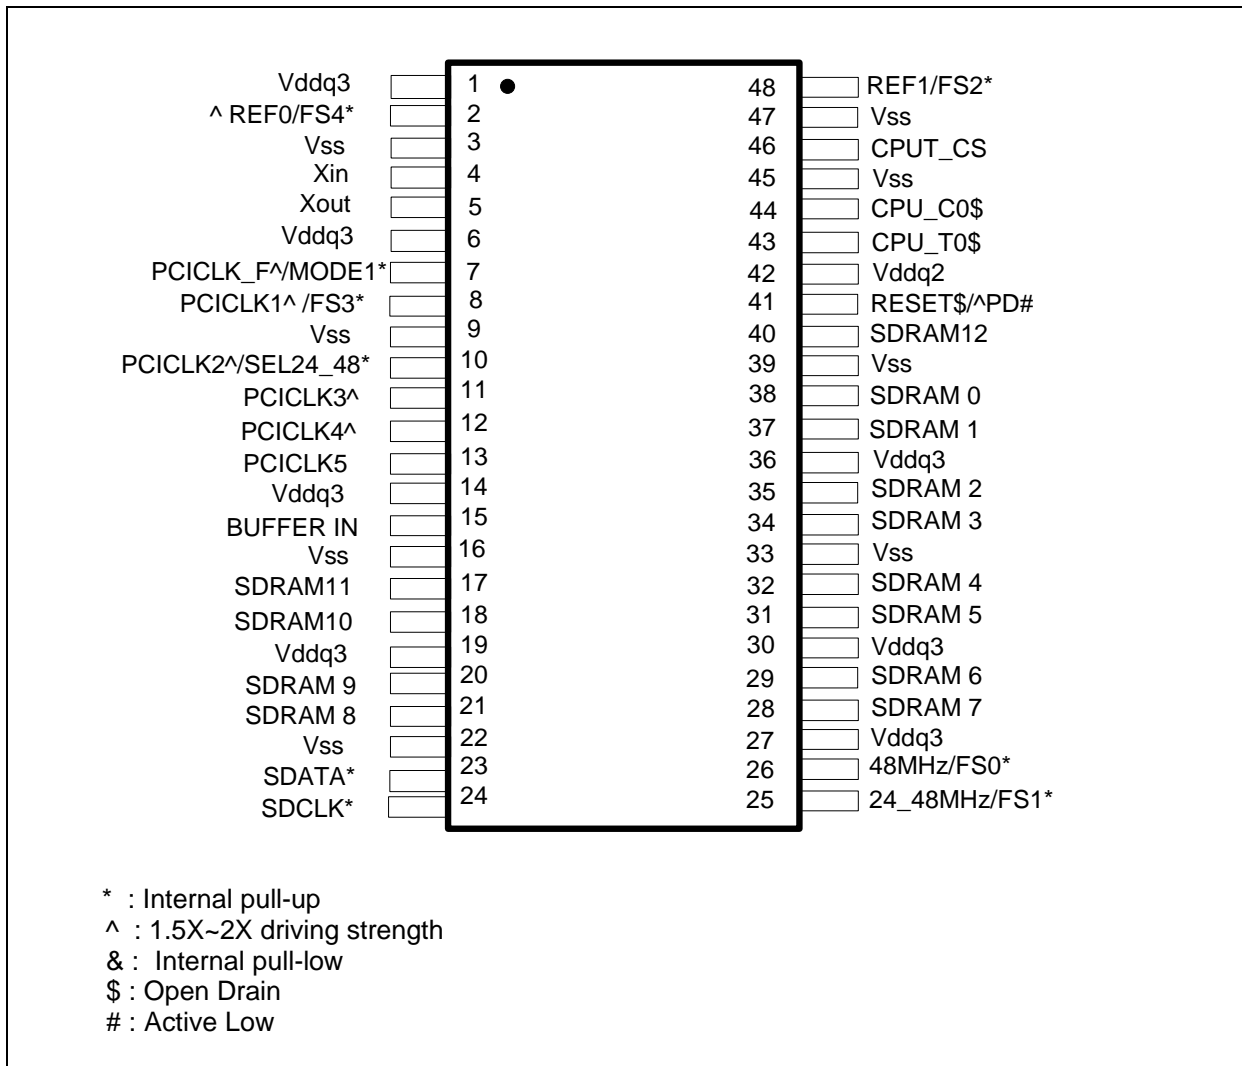 Vddq3 1 48 REF1/FS2*
^ REF0/FS4* 2 47 Vss
Vss 3 46 CPUT_CS
Xin 4 45 Vss
Xout 5 44 CPU_C0$
Vddq3 6 43 CPU_T0$
PCICLK_F^/MODE1* 7 42 Vddq2
PCICLK1^ /FS3* 8 41 RESET$/^PD#
Vss 9 40 SDRAM12
PCICLK2^/SEL24_48* 10 39 Vss
PCICLK3^ 11 38 SDRAM 0
PCICLK4^ 12 37 SDRAM 1
PCICLK5 13 36 Vddq3
Vddq3 14 35 SDRAM 2
BUFFER IN 15 34 SDRAM 3
Vss 16 33 Vss
SDRAM11 17 32 SDRAM 4
SDRAM10 18 31 SDRAM 5
Vddq3 19 30 Vddq3
SDRAM 9 20 29 SDRAM 6
SDRAM 8 21 28 SDRAM 7
Vss 22 27 Vddq3
SDATA* 23 26 48MHz/FS0*
SDCLK* 24 25 24_48MHz/FS1*
* : Internal pull-up
^ : 1.5X~2X driving strength
& : Internal pull-low
$ : Open Drain
# : Active Low